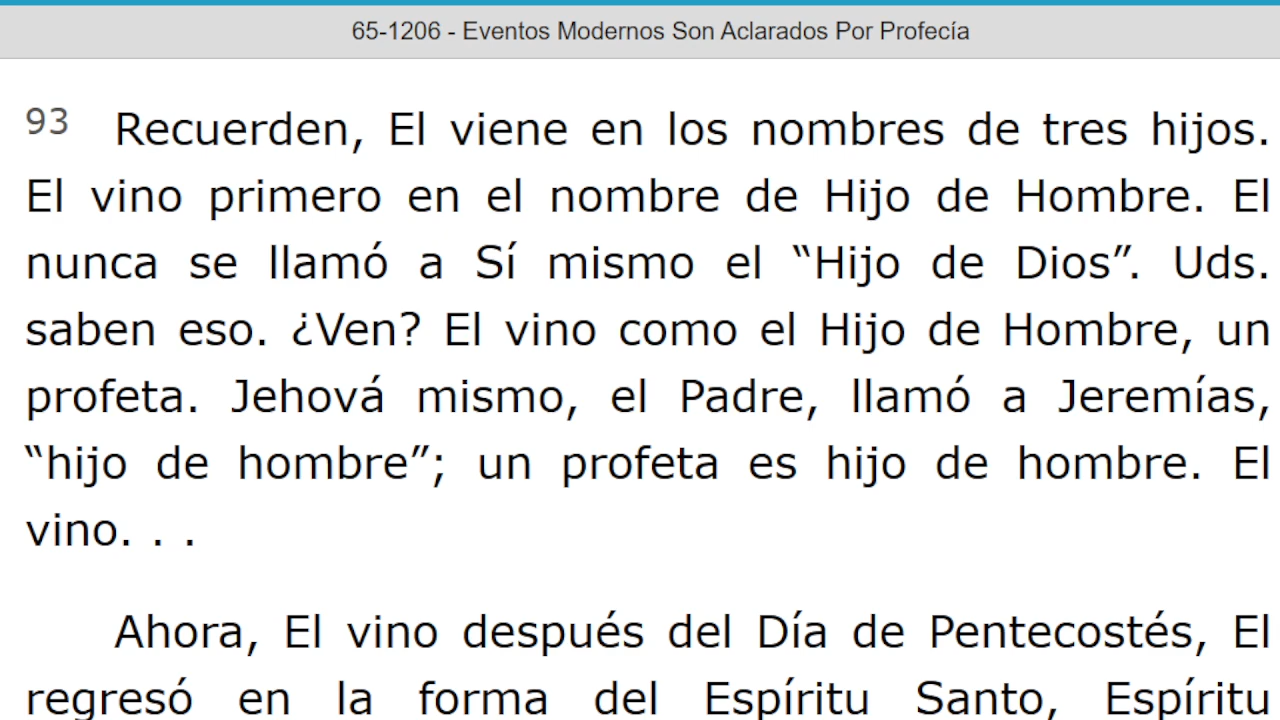 65-1206 - Eventos Modernos Son Aclarados Por Profecía
93 Recuerden, El viene en los nombres de tres hijos.
El vino primero en el nombre de Hijo de Hombre. El
nunca se llamó a Sí mismo el “Hijo de Dios”. Uds.
saben eso. ¿Ven? El vino como el Hijo de Hombre, un
profeta. Jehová mismo, el Padre, llamó a Jeremías,
“hijo de hombre”; un profeta es hijo de hombre. El
vino. . .
Ahora, El vino después del Día de Pentecostés, El
regresó en la forma del Espíritu Santo, Espíritu